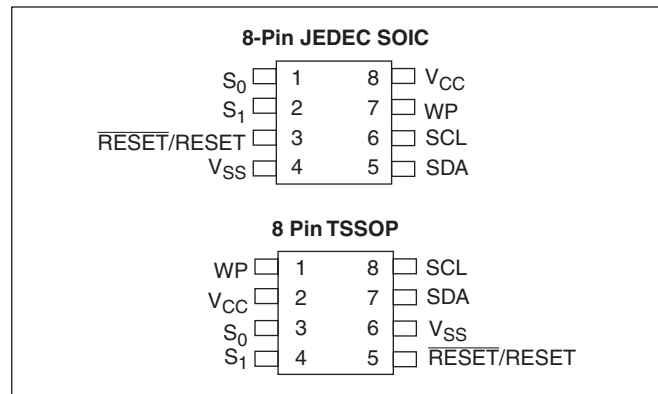 8-Pin JEDEC SOIC
S0 1 8 VCC
S1 2 7 WP
RESET/RESET 3 6 SCL
VSS 4 5 SDA
8 Pin TSSOP
WP 1 8 SCL
VCC 2 7 SDA
S0 3 6 VSS
S1 4 5 RESET/RESET